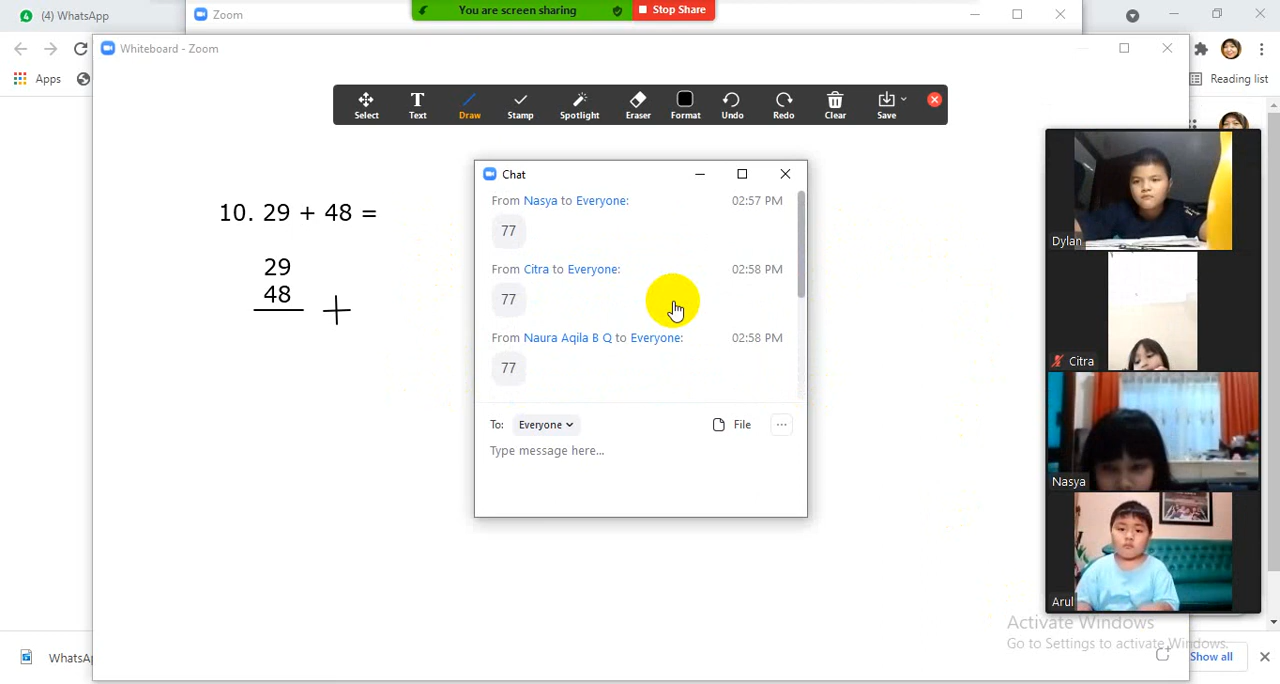 (4) WhatsApp
Zoom
You are screen sharing
Stop Share
Whiteboard - Zoom
Apps
Reading list
Select
Text
Draw
Stamp
Spotlight
Eraser
Format
Undo
Redo
Clear
Save
10. 29 + 48 =
29
48
+
Chat
From Nasya to Everyone:
02:57 PM
77
From Citra to Everyone:
02:58 PM
77
From Naura Aqila B Q to Everyone:
02:58 PM
77
To:
Everyone
File
...
Type message here...
Dylan
Citra
Nasya
Arul
Activate Windows
Go to Settings to activate Windows.
Show all